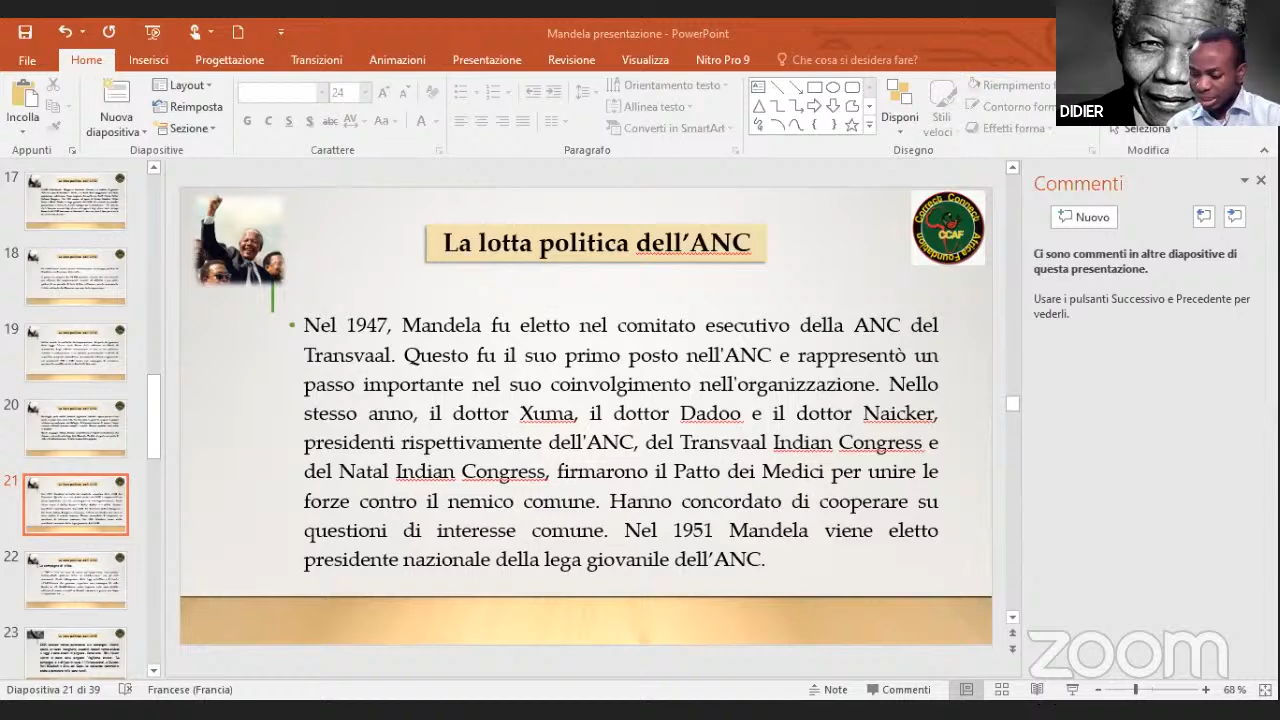 Mandela presentazione - PowerPoint
File Home Inserisci Progettazione Transizioni Animazioni Presentazione Revisione Visualizza Nitro Pro 9 Che cosa si desidera fare?
DIDIER
Incolla
Nuova
diapositiva
Layout
Reimposta
Sezione
24
G C S S abc AV Aa A
Orientamento testo
Allinea testo
Converti in SmartArt
Disponi
Stili
veloci
Riempimento
Contorno form
Effetti forma
Seleziona
Appunti Diapositive Carattere Paragrafo Disegno Modifica
17
18
19
20
21
22
23
La lotta politica dell’ANC
Correct Connect
Africa Foundation
CCAF
• Nel 1947, Mandela fu eletto nel comitato esecutivo della ANC del
Transvaal. Questo fu il suo primo posto nell'ANC e rappresentò un
passo importante nel suo coinvolgimento nell'organizzazione. Nello
stesso anno, il dottor Xuma, il dottor Dadoo e il dottor Naicker,
presidenti rispettivamente dell'ANC, del Transvaal Indian Congress e
del Natal Indian Congress, firmarono il Patto dei Medici per unire le
forze contro il nemico comune. Hanno concordato di cooperare su
questioni di interesse comune. Nel 1951 Mandela viene eletto
presidente nazionale della lega giovanile dell’ANC.
Commenti
Nuovo
Ci sono commenti in altre diapositive di
questa presentazione.
Usare i pulsanti Successivo e Precedente per
vederli.
zoom
Diapositiva 21 di 39 Francese (Francia) Note Commenti 68 %